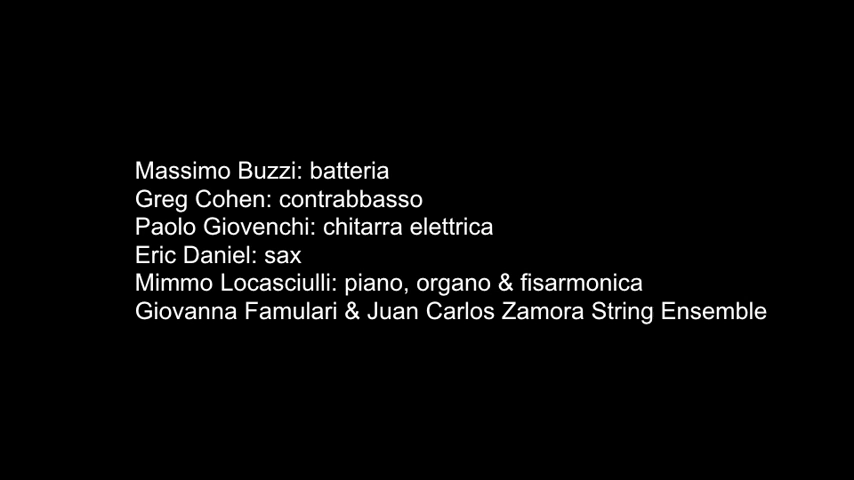 Massimo Buzzi: batteria
Greg Cohen: contrabbasso
Paolo Giovenchi: chitarra elettrica
Eric Daniel: sax
Mimmo Locasciulli: piano, organo & fisarmonica
Giovanna Famulari & Juan Carlos Zamora String Ensemble